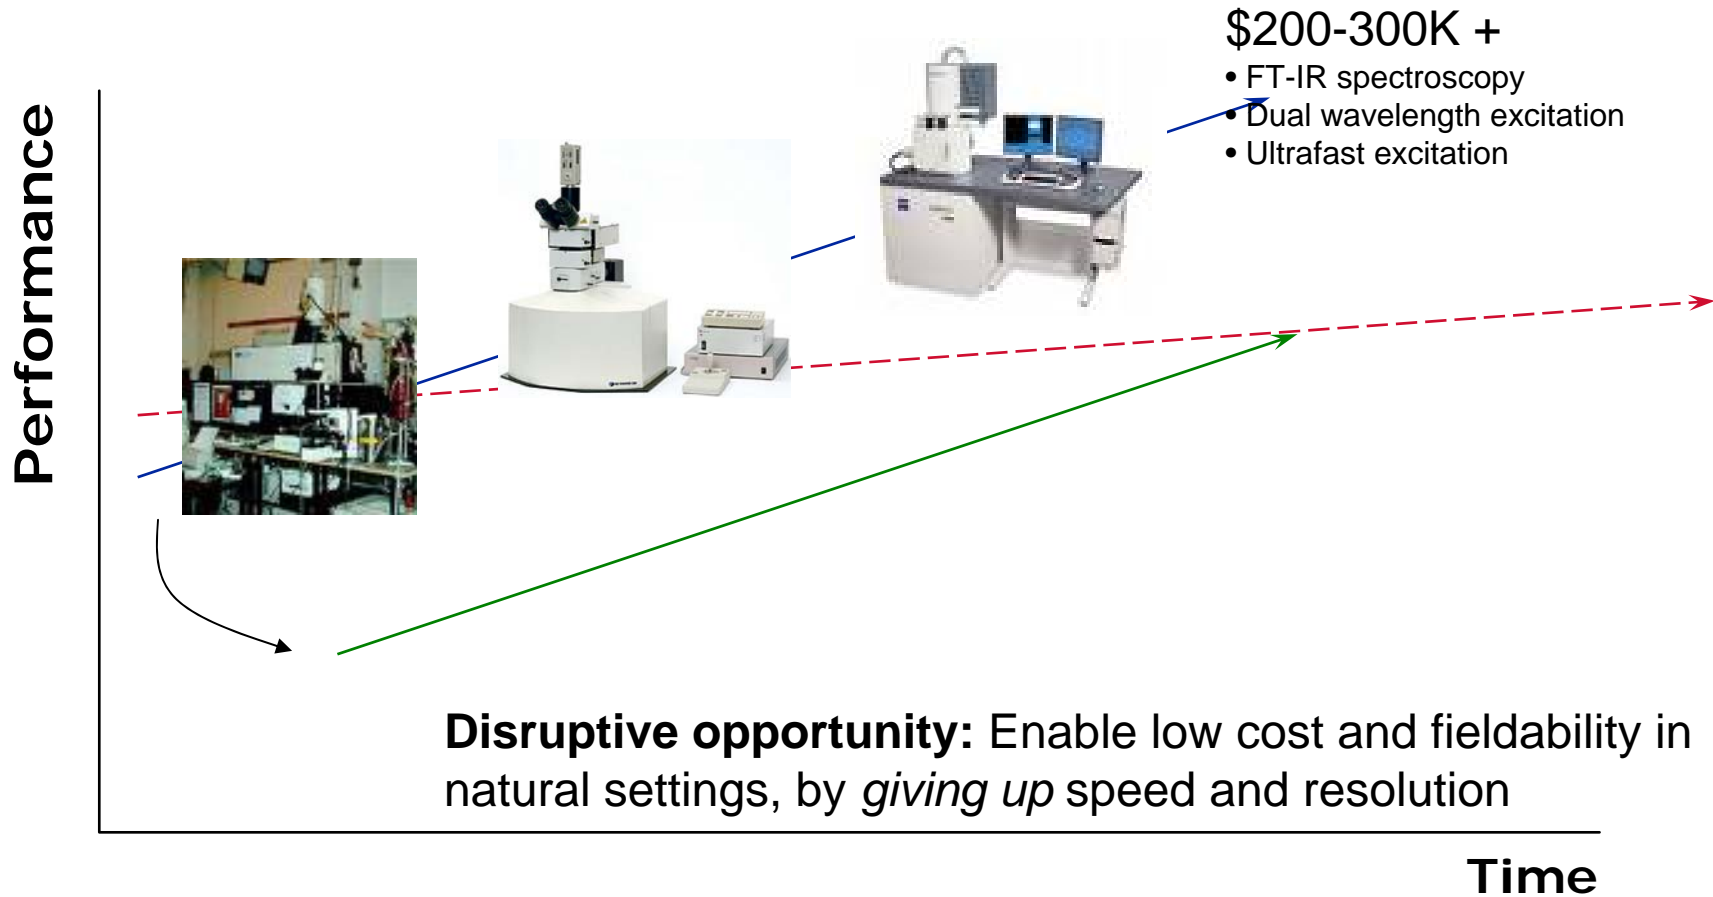 $200-300K +
• FT-IR spectroscopy
• Dual wavelength excitation
• Ultrafast excitation
Performance
Disruptive opportunity: Enable low cost and fieldability in
natural settings, by giving up speed and resolution
Time